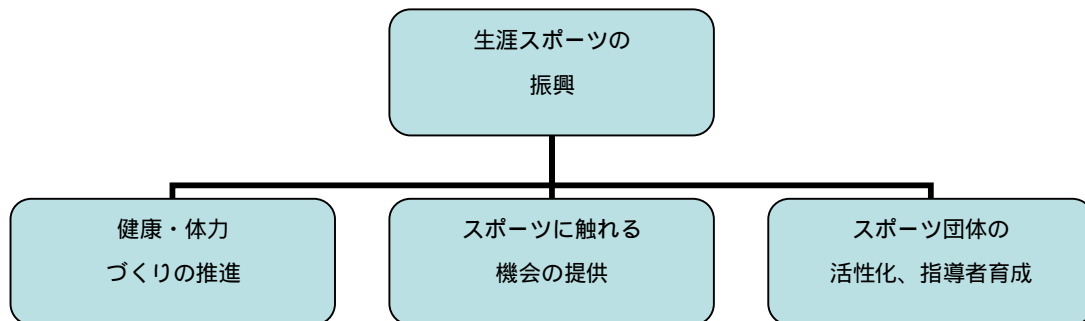 生涯スポーツの
振興
健康・体力
づくりの推進
スポーツに触れる
機会の提供
スポーツ団体の
活性化、指導者育成